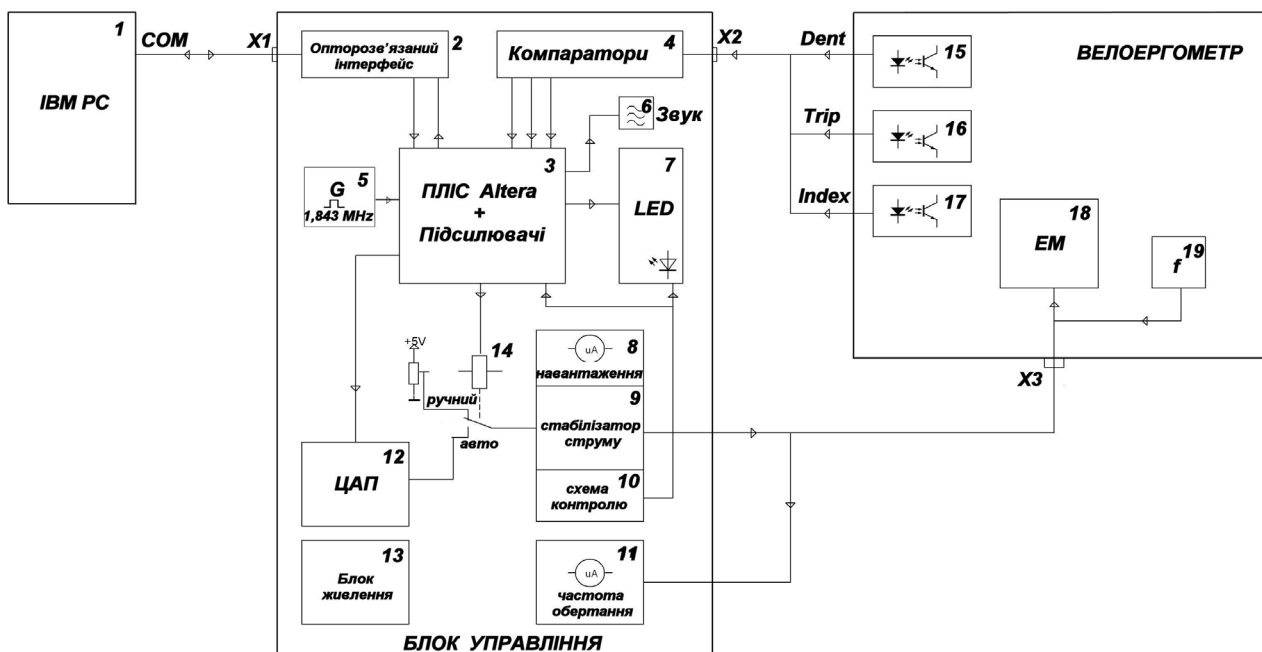 1
IBM PC
COM
X1
Опторозв’язаний
інтерфейс
2
Компаратори
4
X2
Dent
15
ВЕЛОЕРГОМЕТР
6
Звук
Trip
16
G
5
1,843 MHz
ПЛІС Altera
+
Підсилювачі
3
7
LED
Index
17
18
ЕМ
19
f
+5V
14
ручний
авто
uA
8
навантаження
9
стабілізатор
струму
10
схема
контролю
X3
12
ЦАП
13
Блок
живлення
11
uA
частота
обертання
БЛОК УПРАВЛІННЯ